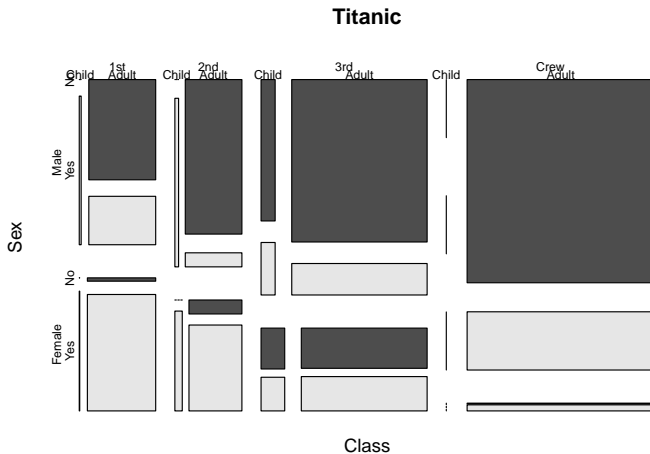 Titanic
1st 2nd 3rd Crew
Child Adult Child Adult Child Adult Child Adult
No
Male
Yes
Sex
No
Female
Yes
Class